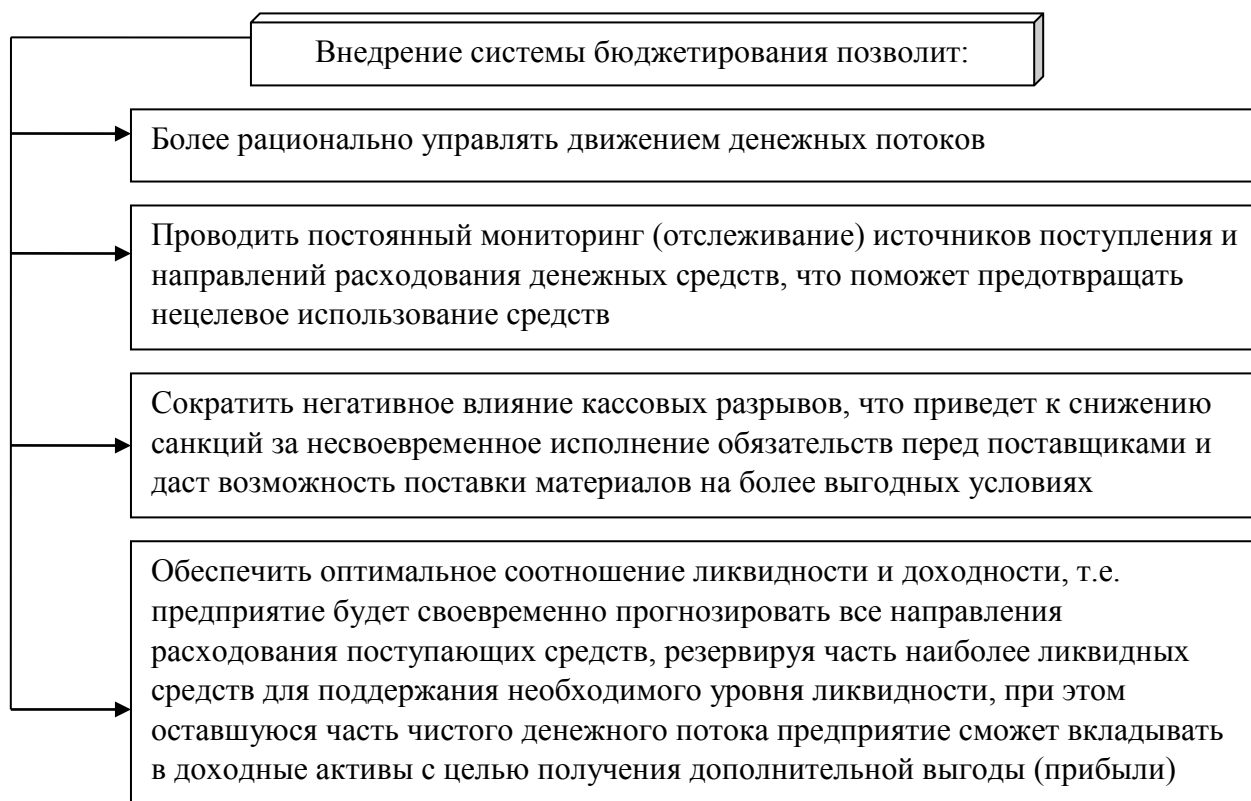 Внедрение системы бюджетирования позволит:
Более рационально управлять движением денежных потоков
Проводить постоянный мониторинг (отслеживание) источников поступления и
направлений расходования денежных средств, что поможет предотвращать
нецелевое использование средств
Сократить негативное влияние кассовых разрывов, что приведет к снижению
санкций за несвоевременное исполнение обязательств перед поставщиками и
даст возможность поставки материалов на более выгодных условиях
Обеспечить оптимальное соотношение ликвидности и доходности, т.е.
предприятие будет своевременно прогнозировать все направления
расходования поступающих средств, резервируя часть наиболее ликвидных
средств для поддержания необходимого уровня ликвидности, при этом
оставшуюся часть чистого денежного потока предприятие сможет вкладывать
в доходные активы с целью получения дополнительной выгоды (прибыли)